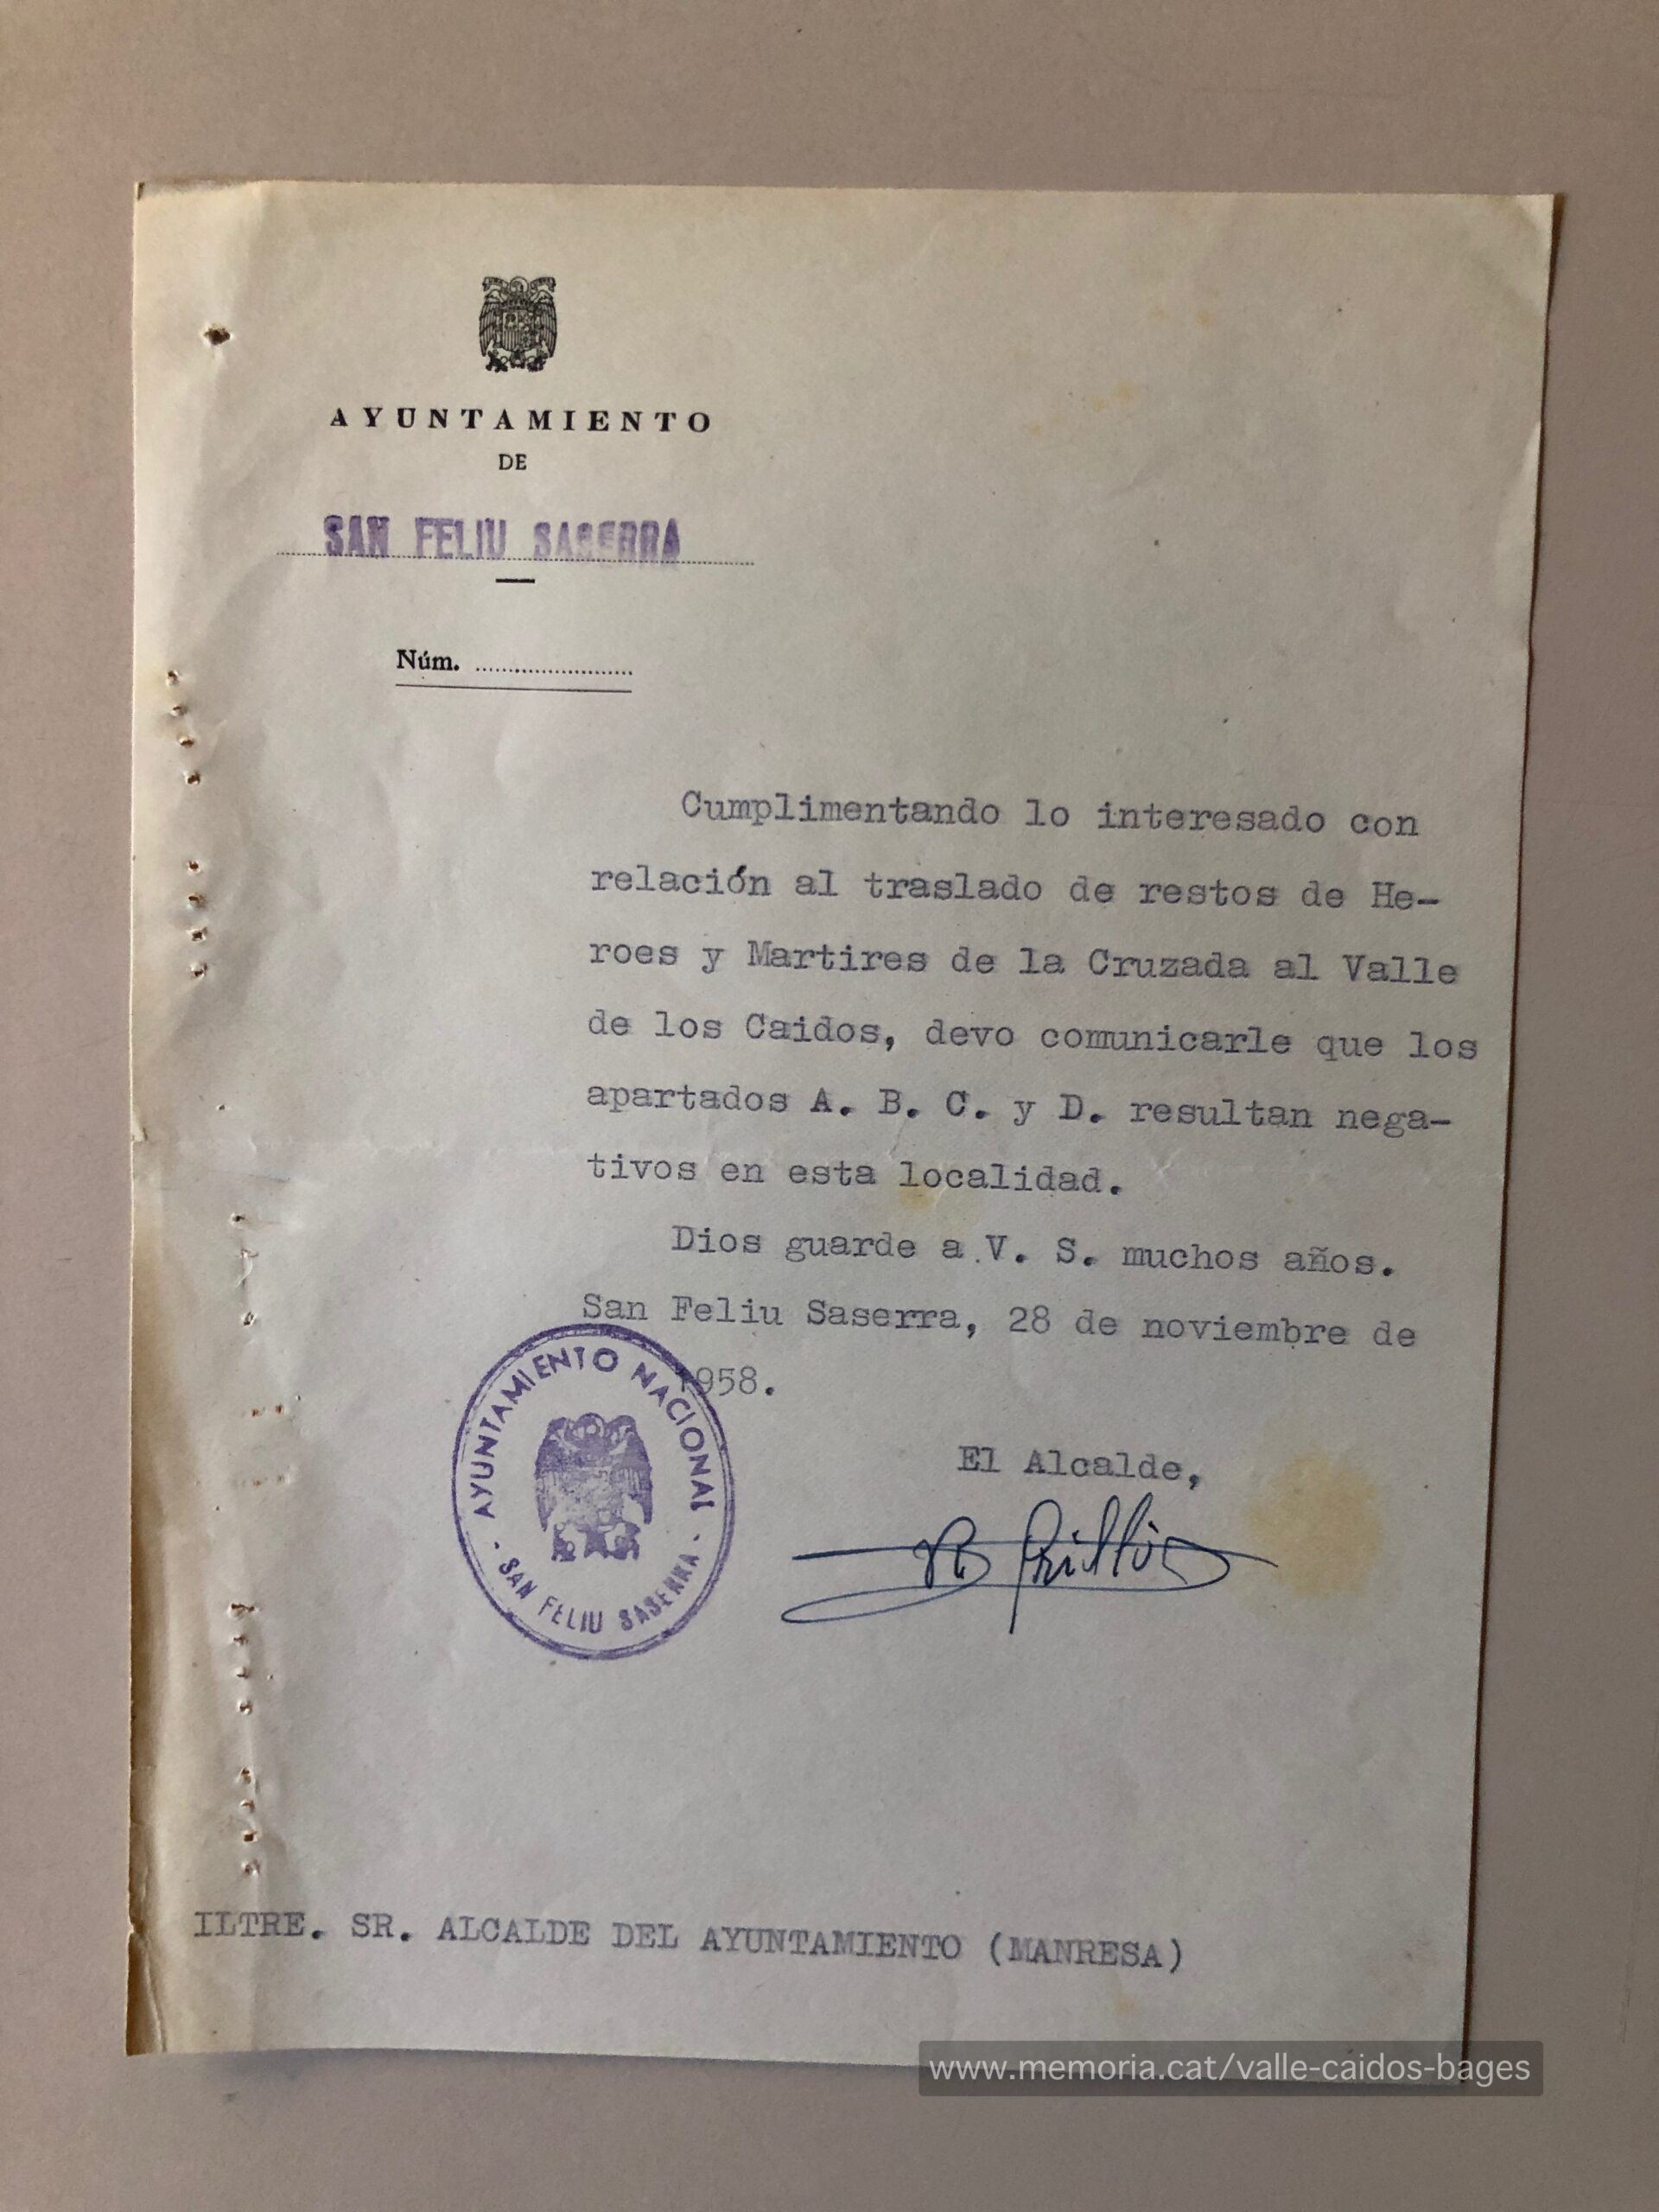 AYUNTAMIENTO
DE
SAN FELIU SASERRA
Núm.
Cumplimentando lo interesado con
relación al traslado de restos de He-
roes y Martires de la Cruzada al Valle
de los Caidos, devo comunicarle que los
apartados A. B. C. y D. resultan nega-
tivos en esta localidad.
Dios guarde a V. S. muchos años.
San Feliu Saserra, 28 de noviembre de
1958.
AYUNTAMIENTO NACIONAL
- SAN FELIU SASERRA -
El Alcalde,
ILTRE. SR. ALCALDE DEL AYUNTAMIENTO (MANRESA)
www.memoria.cat/valle-caidos-bages